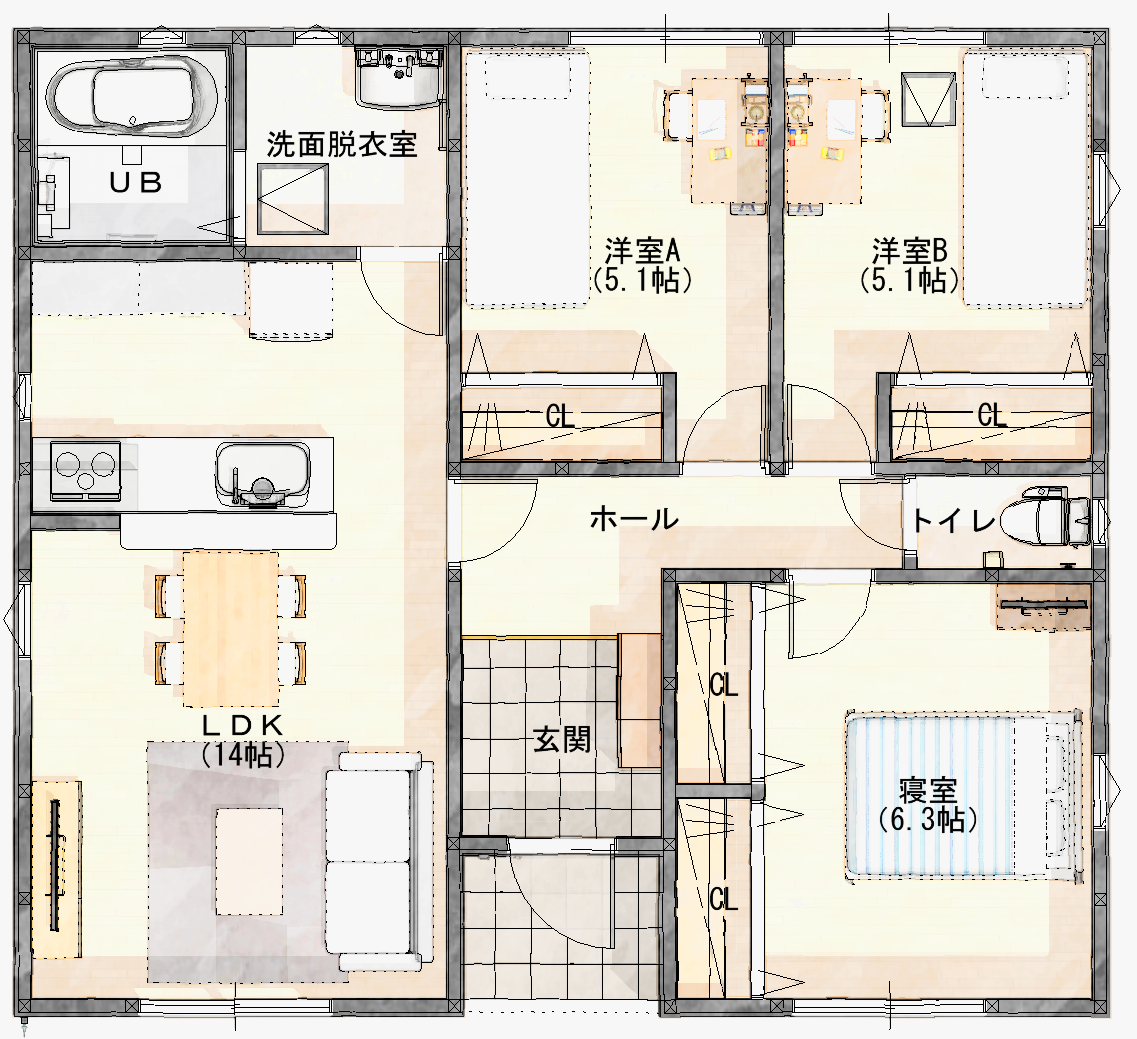 洗面脱衣室
UB
洋室A
(5.1帖)
洋室B
(5.1帖)
CL
CL
ホール
トイレ
CL
LDK
(14帖)
玄関
寝室
(6.3帖)
CL